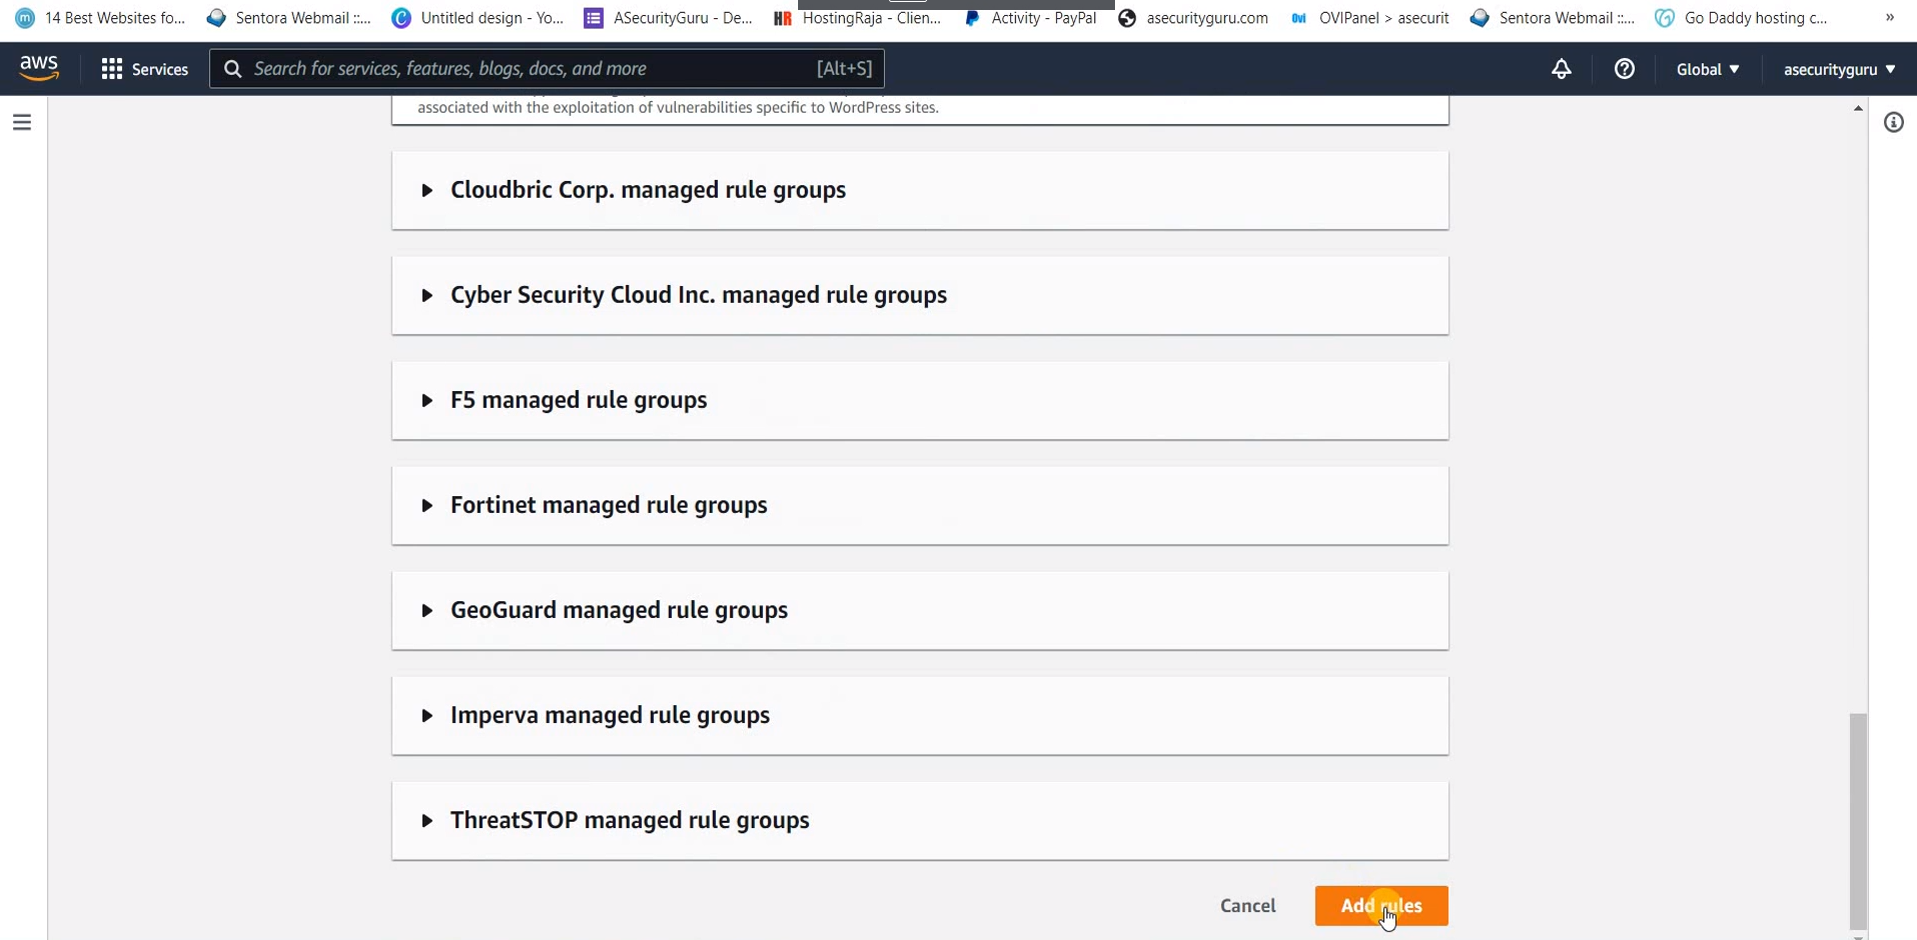 14 Best Websites fo... Sentora Webmail ::... Untitled design - Yo... ASecurityGuru - De... HR HostingRaja - Clien... Activity - PayPal asecurityguru.com Ovi OVIPanel > asecurit Sentora Webmail ::... Go Daddy hosting c... »
aws Services Search for services, features, blogs, docs, and more [Alt+S] Global ▼ asecurityguru ▼
associated with the exploitation of vulnerabilities specific to WordPress sites.
Cloudbric Corp. managed rule groups
Cyber Security Cloud Inc. managed rule groups
F5 managed rule groups
Fortinet managed rule groups
GeoGuard managed rule groups
Imperva managed rule groups
ThreatSTOP managed rule groups
Cancel Add rules